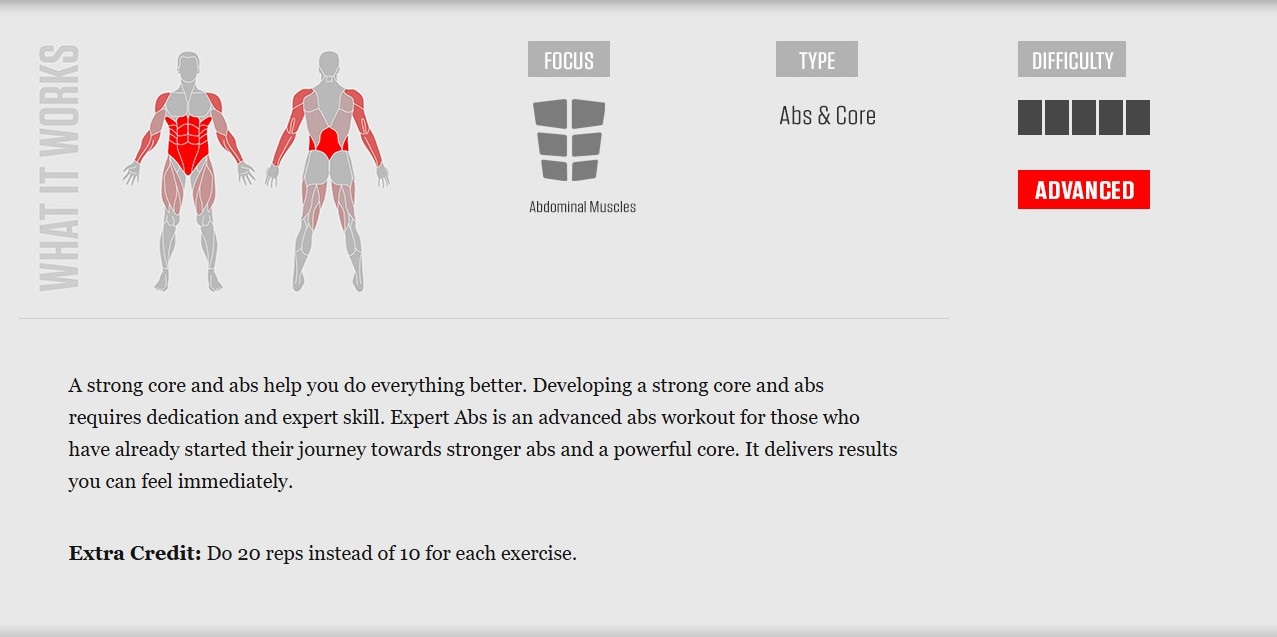 WHAT IT WORKS
FOCUS
Abdominal Muscles
TYPE
Abs & Core
DIFFICULTY
ADVANCED
A strong core and abs help you do everything better. Developing a strong core and abs
requires dedication and expert skill. Expert Abs is an advanced abs workout for those who
have already started their journey towards stronger abs and a powerful core. It delivers results
you can feel immediately.
Extra Credit: Do 20 reps instead of 10 for each exercise.